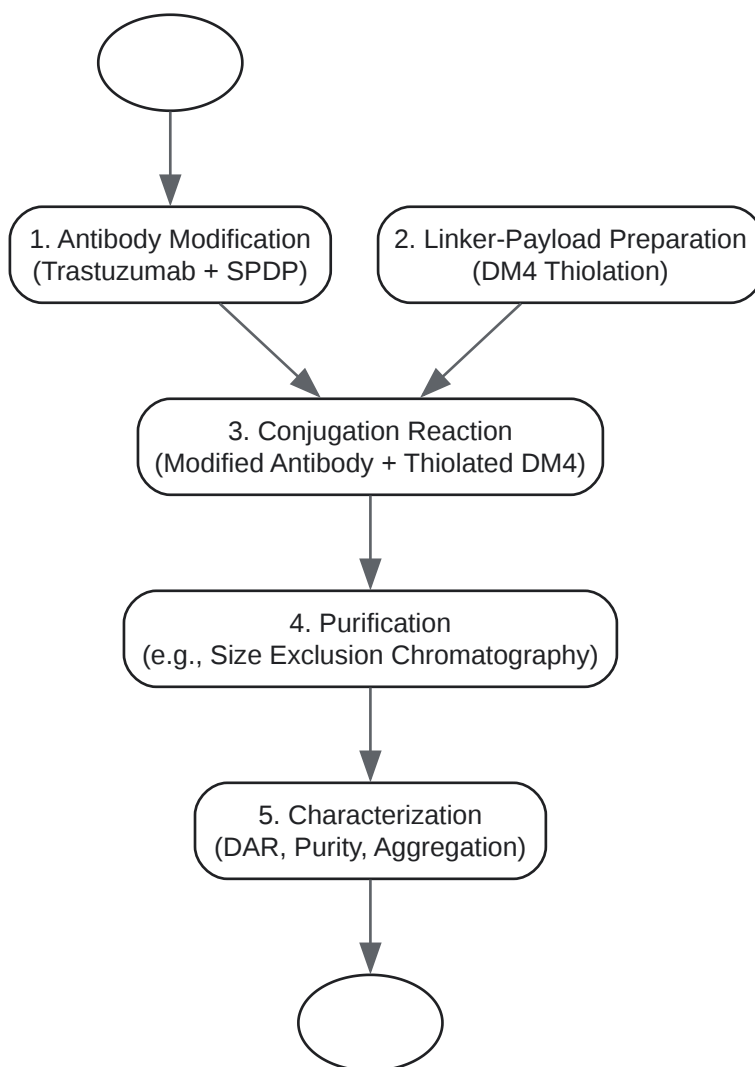 1. Antibody Modification
(Trastuzumab + SPDP)
2. Linker-Payload Preparation
(DM4 Thiolation)
3. Conjugation Reaction
(Modified Antibody + Thiolated DM4)
4. Purification
(e.g., Size Exclusion Chromatography)
5. Characterization
(DAR, Purity, Aggregation)